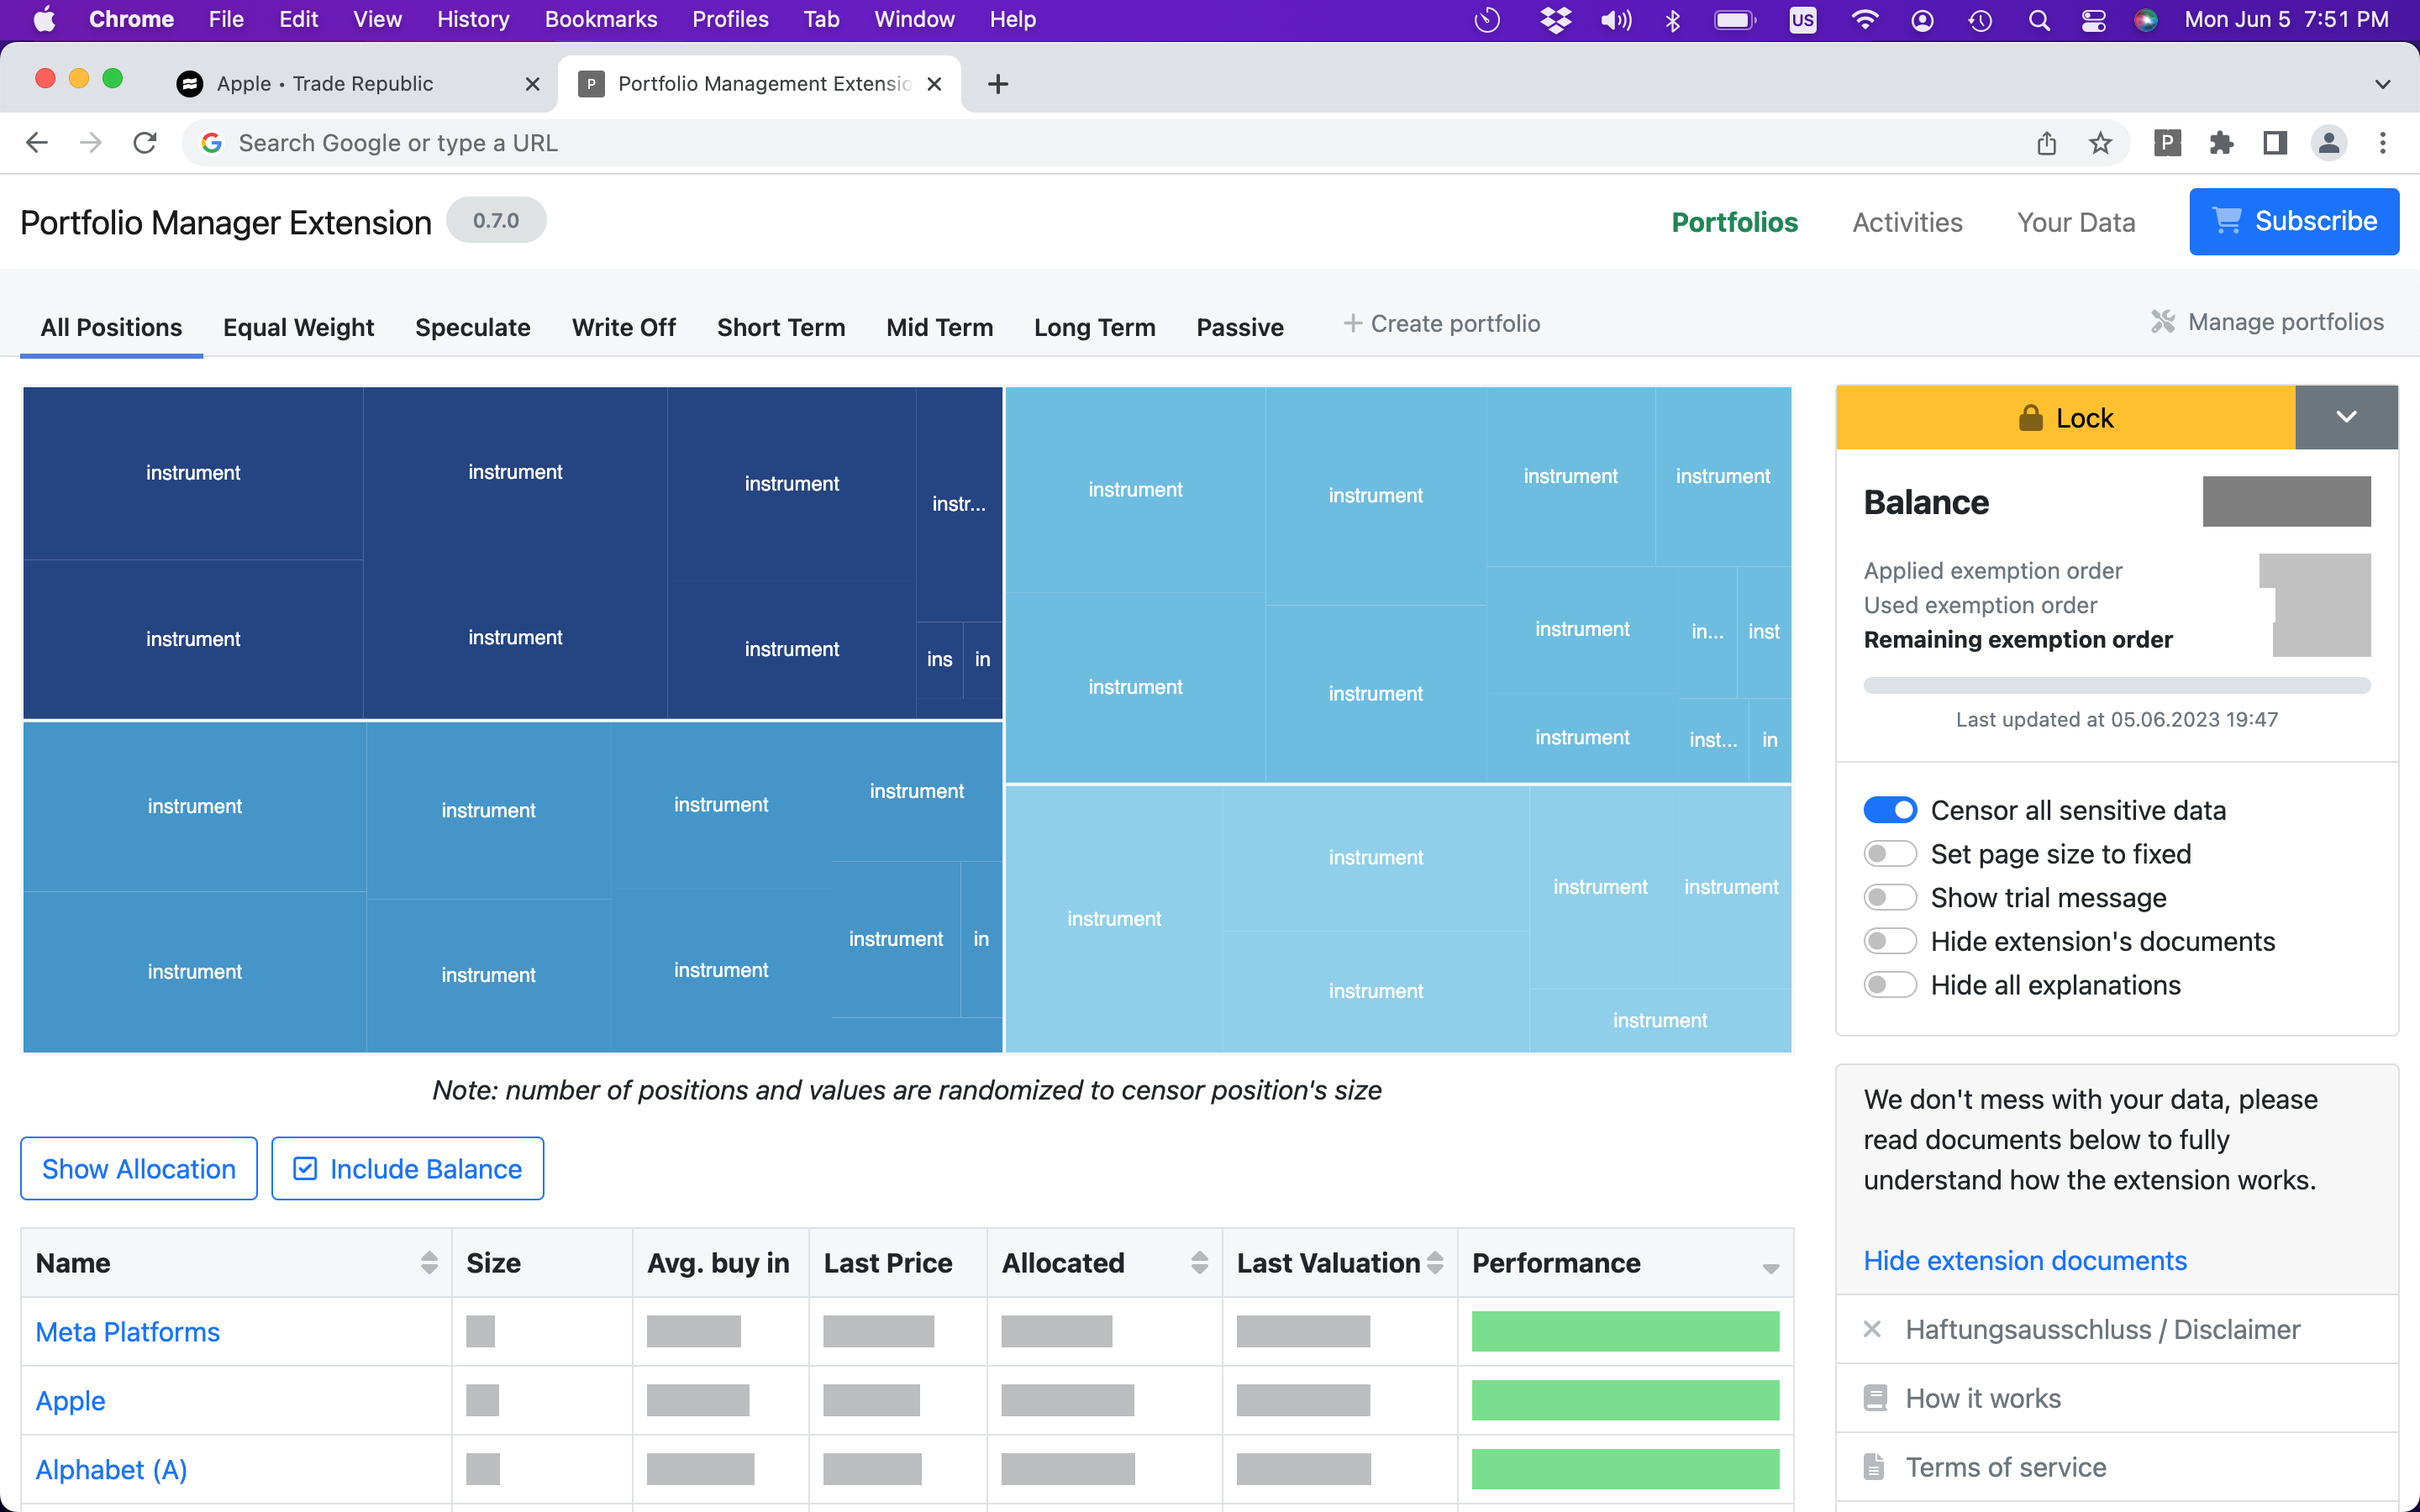 Chrome File Edit View History Bookmarks Profiles Tab Window Help US Mon Jun 5 7:51 PM
Apple • Trade Republic
P Portfolio Management Extensio
Search Google or type a URL
P
Portfolio Manager Extension 0.7.0
Portfolios Activities Your Data Subscribe
All Positions Equal Weight Speculate Write Off Short Term Mid Term Long Term Passive + Create portfolio Manage portfolios
instrument
instrument
instrument
instr...
instrument
instrument
instrument
ins
in
instrument
instrument
instrument
instrument
instrument
instrument
instrument
in...
inst
instrument
inst...
in
instrument
instrument
instrument
instrument
instrument
instrument
instrument
instrument
in
instrument
instrument
instrument
instrument
instrument
instrument
Note: number of positions and values are randomized to censor position's size
Show Allocation
Include Balance
Name Size Avg. buy in Last Price Allocated Last Valuation Performance
Meta Platforms
Apple
Alphabet (A)
Lock
Balance
Applied exemption order
Used exemption order
Remaining exemption order
Last updated at 05.06.2023 19:47
Censor all sensitive data
Set page size to fixed
Show trial message
Hide extension's documents
Hide all explanations
We don't mess with your data, please
read documents below to fully
understand how the extension works.
Hide extension documents
Haftungsausschluss / Disclaimer
How it works
Terms of service